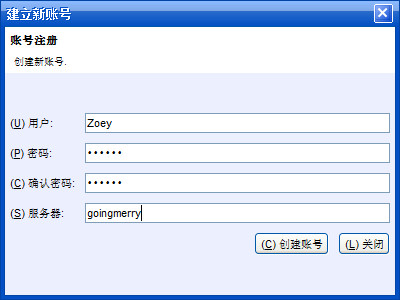 建立新账号
账号注册
创建新账号.
(U) 用户: Zoey
(P) 密码: ••••••
(C) 确认密码: ••••••
(S) 服务器: goingmerry
(C) 创建账号 (L) 关闭